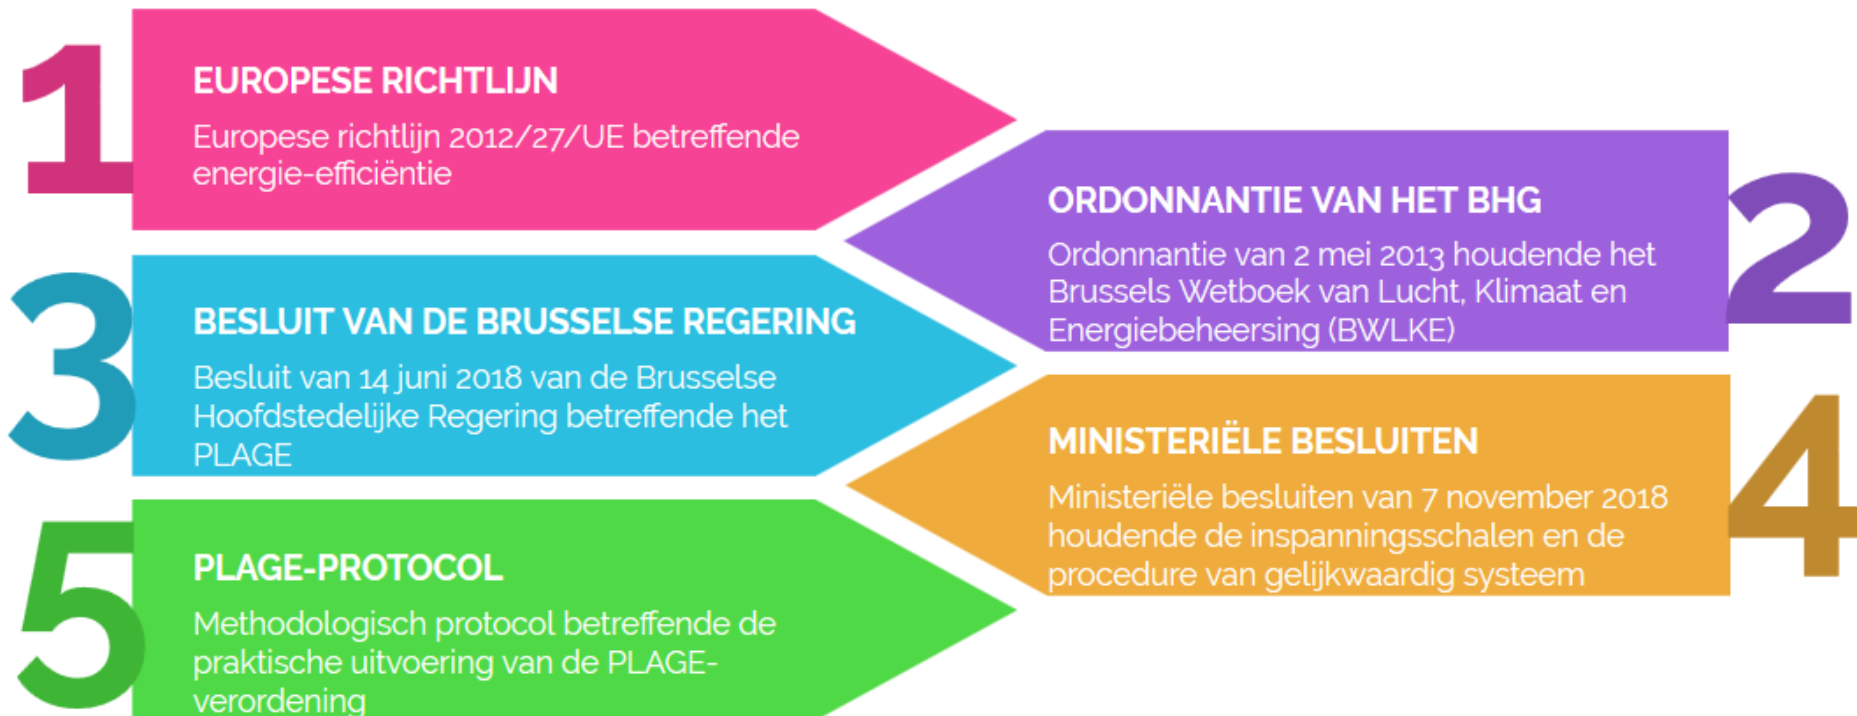 1
EUROPESE RICHTLIJN
Europese richtlijn 2012/27/UE betreffende
energie-efficiëntie
2
ORDONNANTIE VAN HET BHG
Ordonnantie van 2 mei 2013 houdende het
Brussels Wetboek van Lucht, Klimaat en
Energiebeheersing (BWLKE)
3
BESLUIT VAN DE BRUSSELSE REGERING
Besluit van 14 juni 2018 van de Brusselse
Hoofdstedelijke Regering betreffende het
PLAGE
4
MINISTERIËLE BESLUITEN
Ministeriële besluiten van 7 november 2018
houdende de inspanningsschalen en de
procedure van gelijkwaardig systeem
5
PLAGE-PROTOCOL
Methodologisch protocol betreffende de
praktische uitvoering van de PLAGE-
verordening